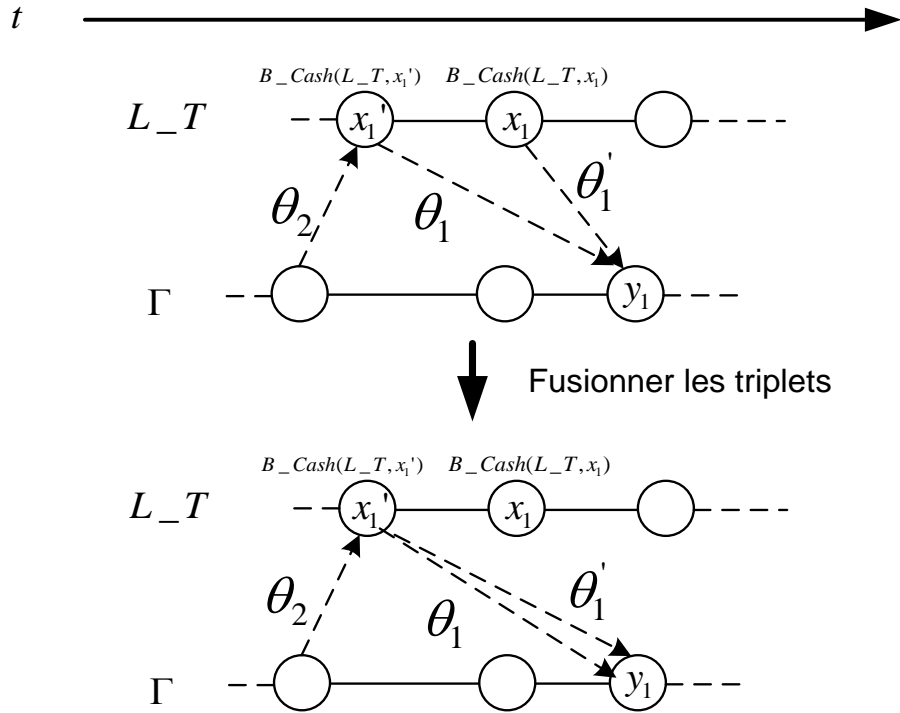 t
B_Cash(L_T,x₁') B_Cash(L_T,x₁)
L_T x₁' x₁
θ₂ θ₁ θ₁'
Γ y₁
Fusionner les triplets
B_Cash(L_T,x₁') B_Cash(L_T,x₁)
L_T x₁' x₁
θ₂ θ₁ θ₁'
Γ y₁